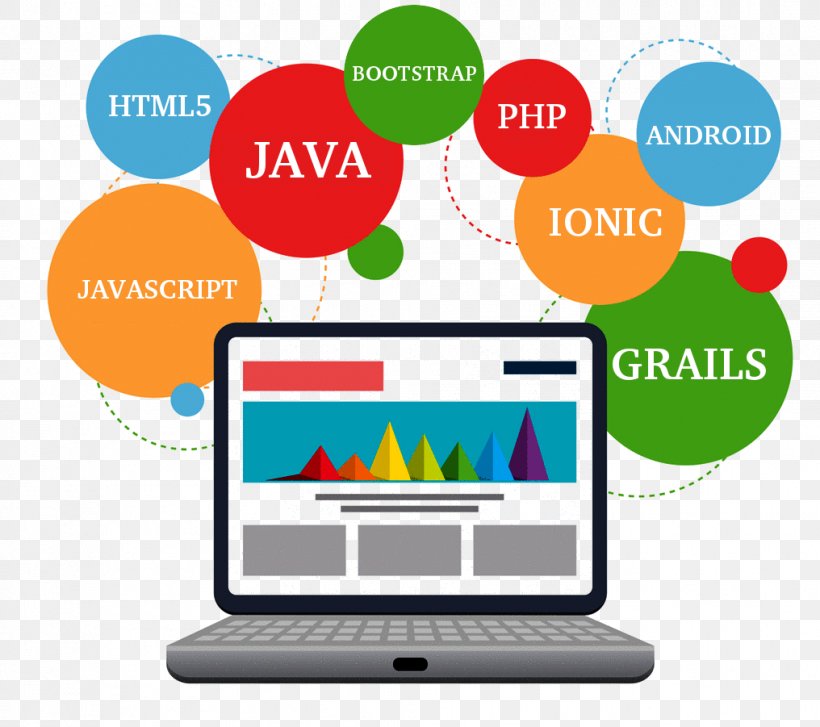 BOOTSTRAP
HTML5
PHP
ANDROID
JAVA
IONIC
JAVASCRIPT
GRAILS